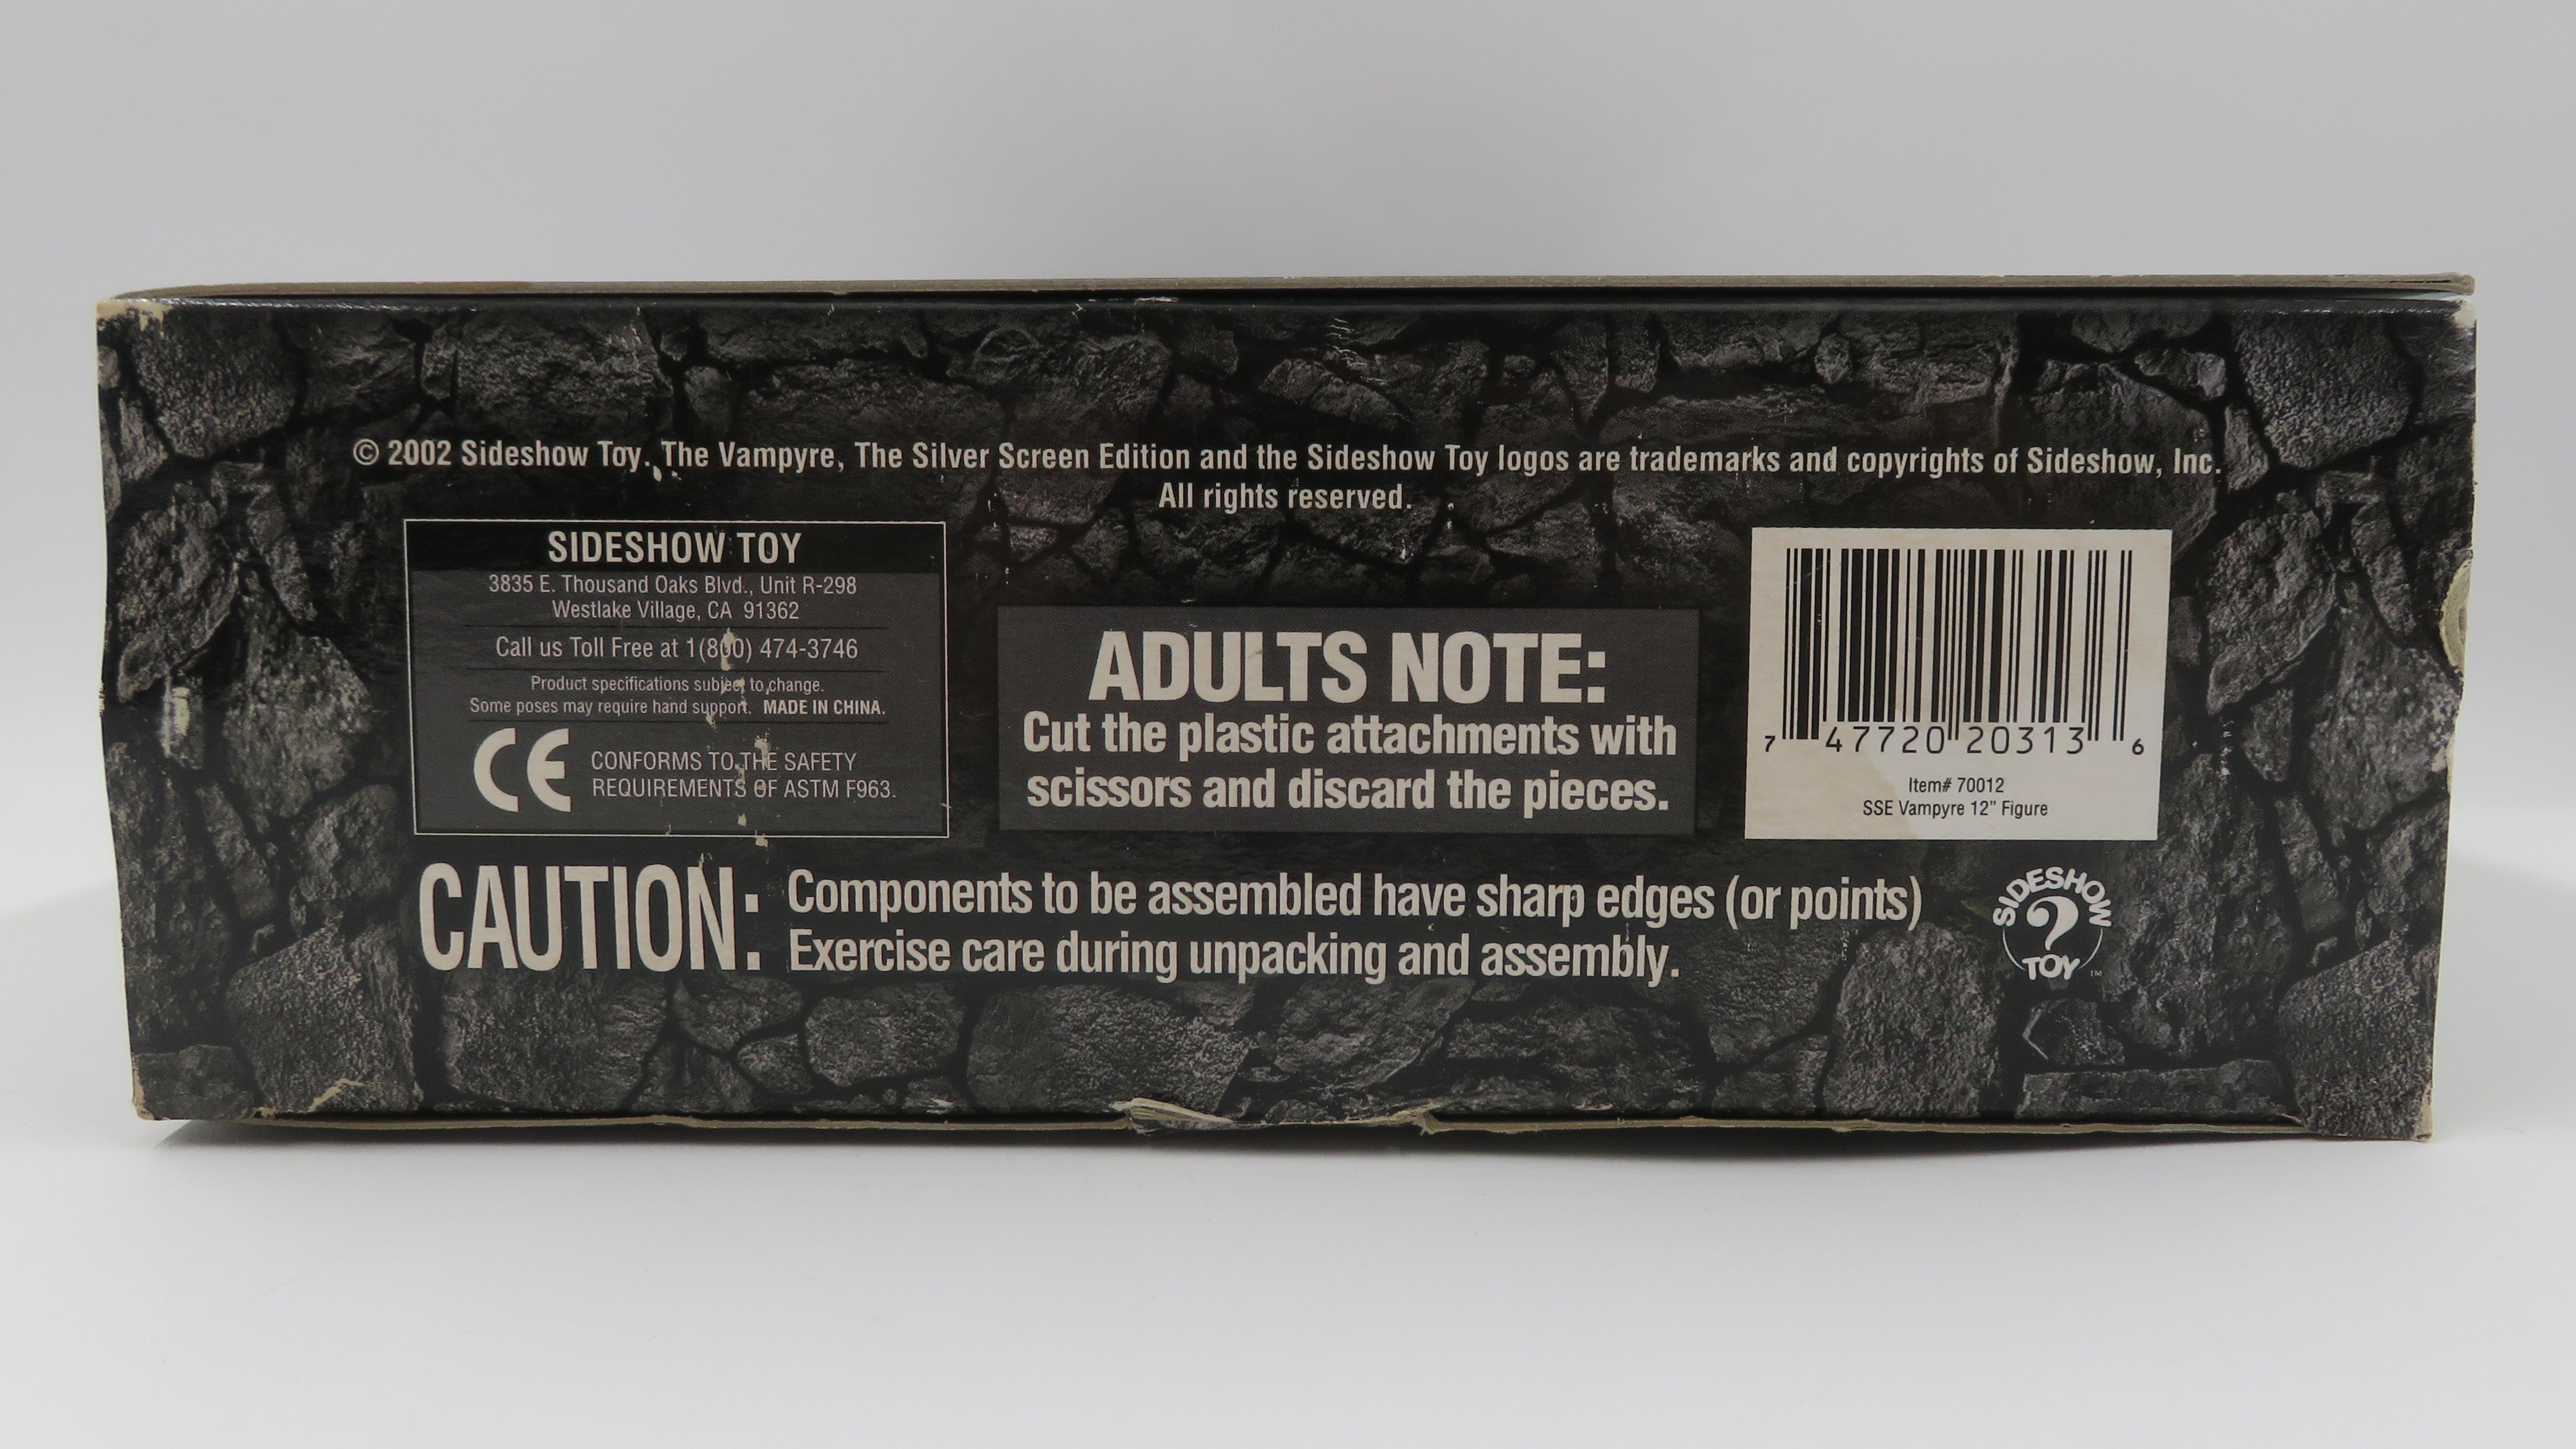 © 2002 Sideshow Toy. The Vampyre, The Silver Screen Edition and the Sideshow Toy logos are trademarks and copyrights of Sideshow, Inc.
All rights reserved.
SIDESHOW TOY
3835 E. Thousand Oaks Blvd., Unit R-298
Westlake Village, CA 91362
Call us Toll Free at 1(800) 474-3746
Product specifications subject to change.
Some poses may require hand support. MADE IN CHINA.
CE
CONFORMS TO THE SAFETY
REQUIREMENTS OF ASTM F963.
ADULTS NOTE:
Cut the plastic attachments with
scissors and discard the pieces.
7 47720 20313 6
Item# 70012
SSE Vampyre 12” Figure
CAUTION:
Components to be assembled have sharp edges (or points)
Exercise care during unpacking and assembly.
SIDESHOW
?
TOY ™